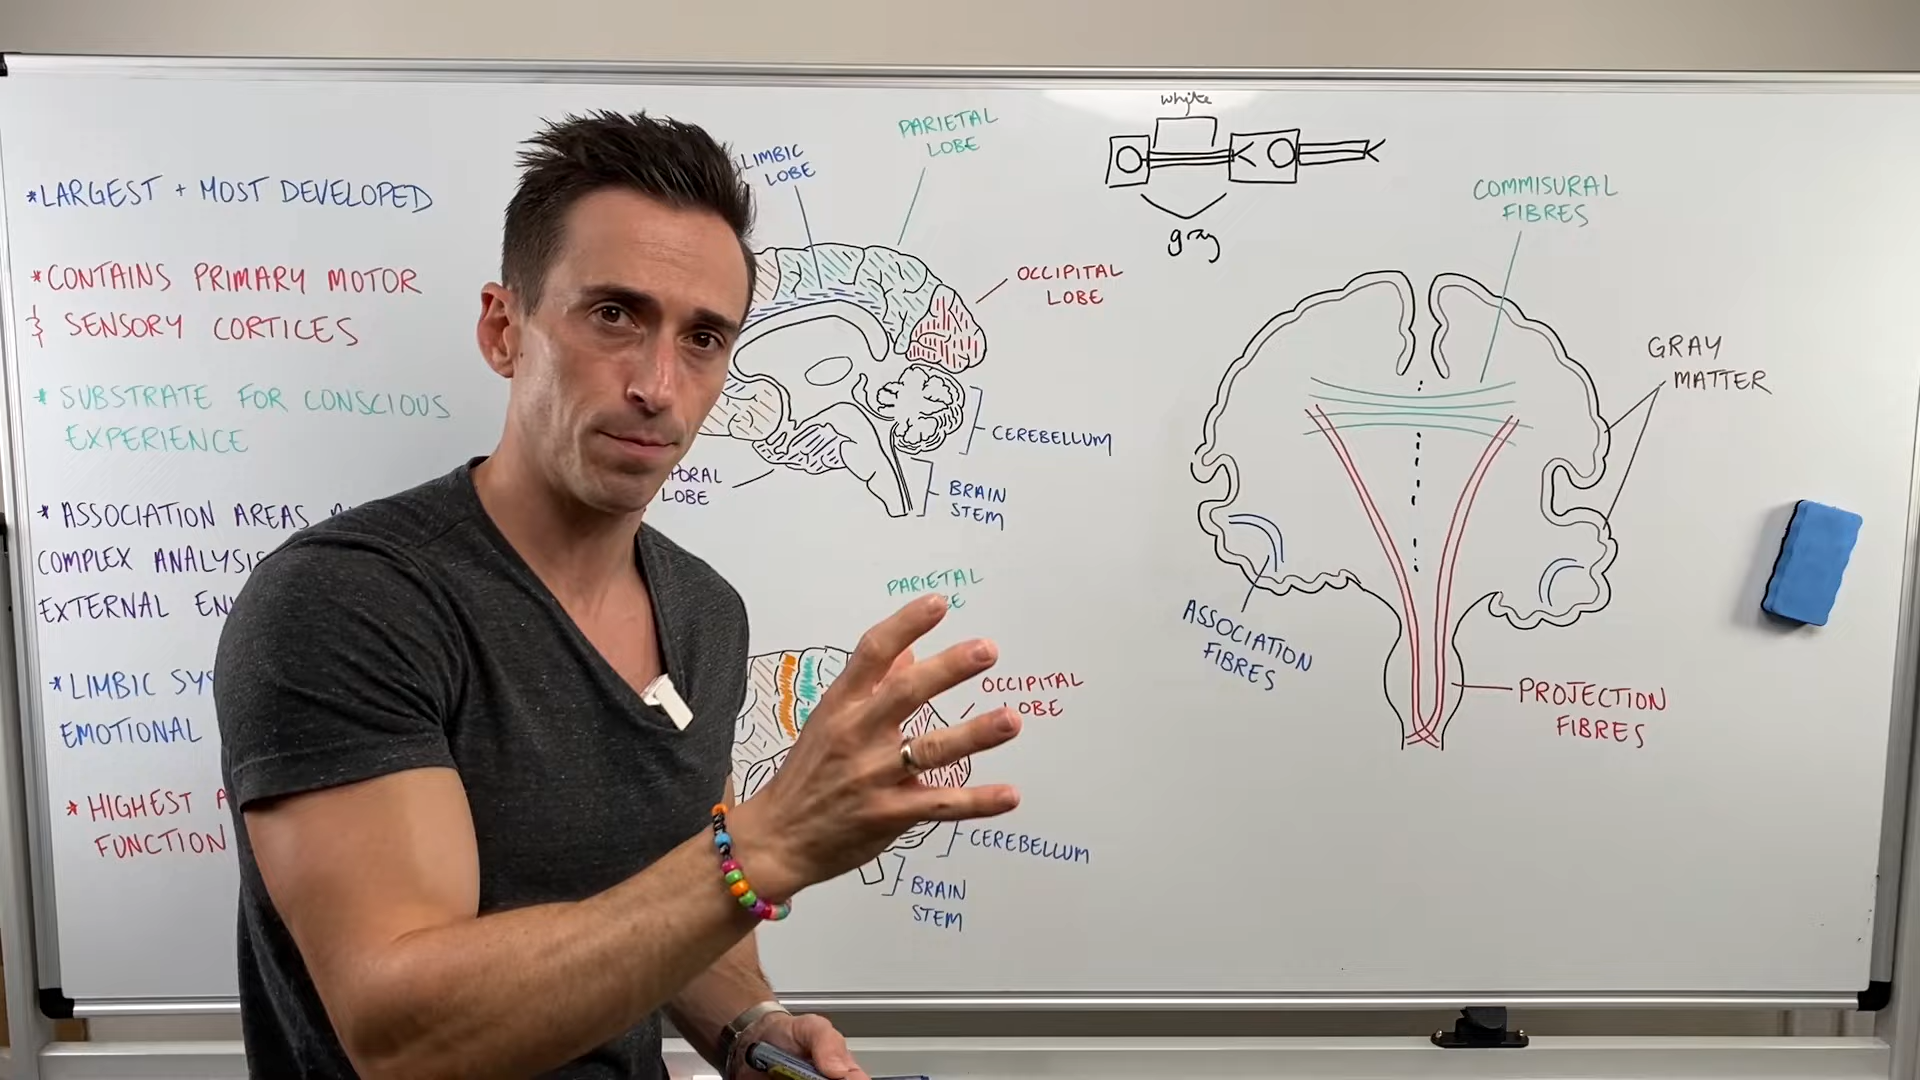 *LARGEST + MOST DEVELOPED
*CONTAINS PRIMARY MOTOR
& SENSORY CORTICES
* SUBSTRATE FOR CONSCIOUS
EXPERIENCE
* ASSOCIATION AREAS
COMPLEX ANALYSIS
EXTERNAL
* LIMBIC
EMOTIONAL
* HIGHEST
FUNCTION
LIMBIC
LOBE
PARIETAL
LOBE
OCCIPITAL
LOBE
CEREBELLUM
BRAIN
STEM
LOBE
PARIETAL
OCCIPITAL
LOBE
CEREBELLUM
BRAIN
STEM
white
gray
COMMISURAL
FIBRES
GRAY
MATTER
ASSOCIATION
FIBRES
PROJECTION
FIBRES